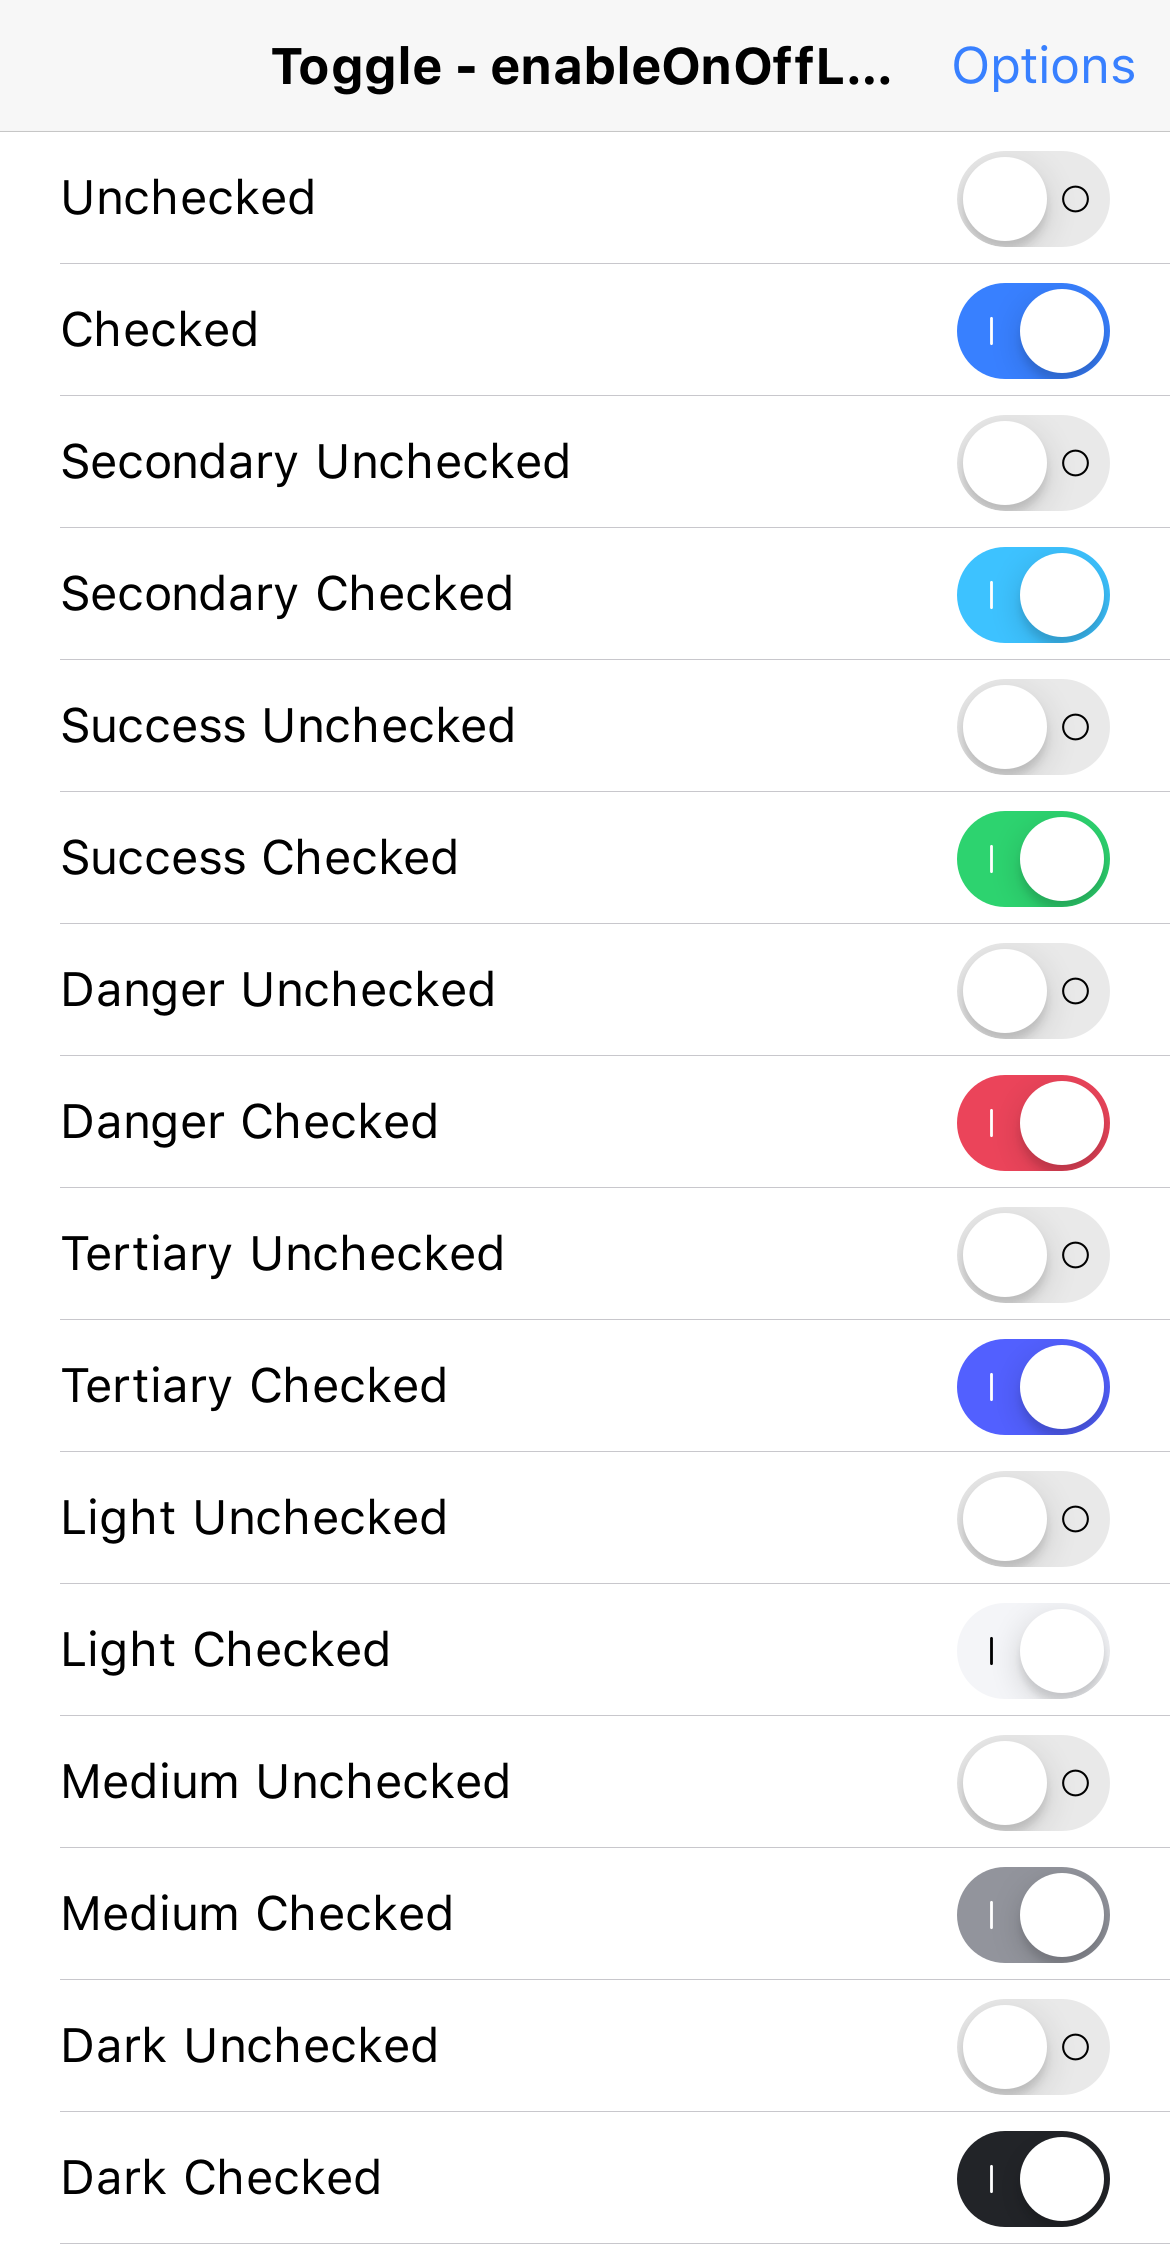 Toggle - enableOnOffL...
Options
Unchecked
Checked
Secondary Unchecked
Secondary Checked
Success Unchecked
Success Checked
Danger Unchecked
Danger Checked
Tertiary Unchecked
Tertiary Checked
Light Unchecked
Light Checked
Medium Unchecked
Medium Checked
Dark Unchecked
Dark Checked